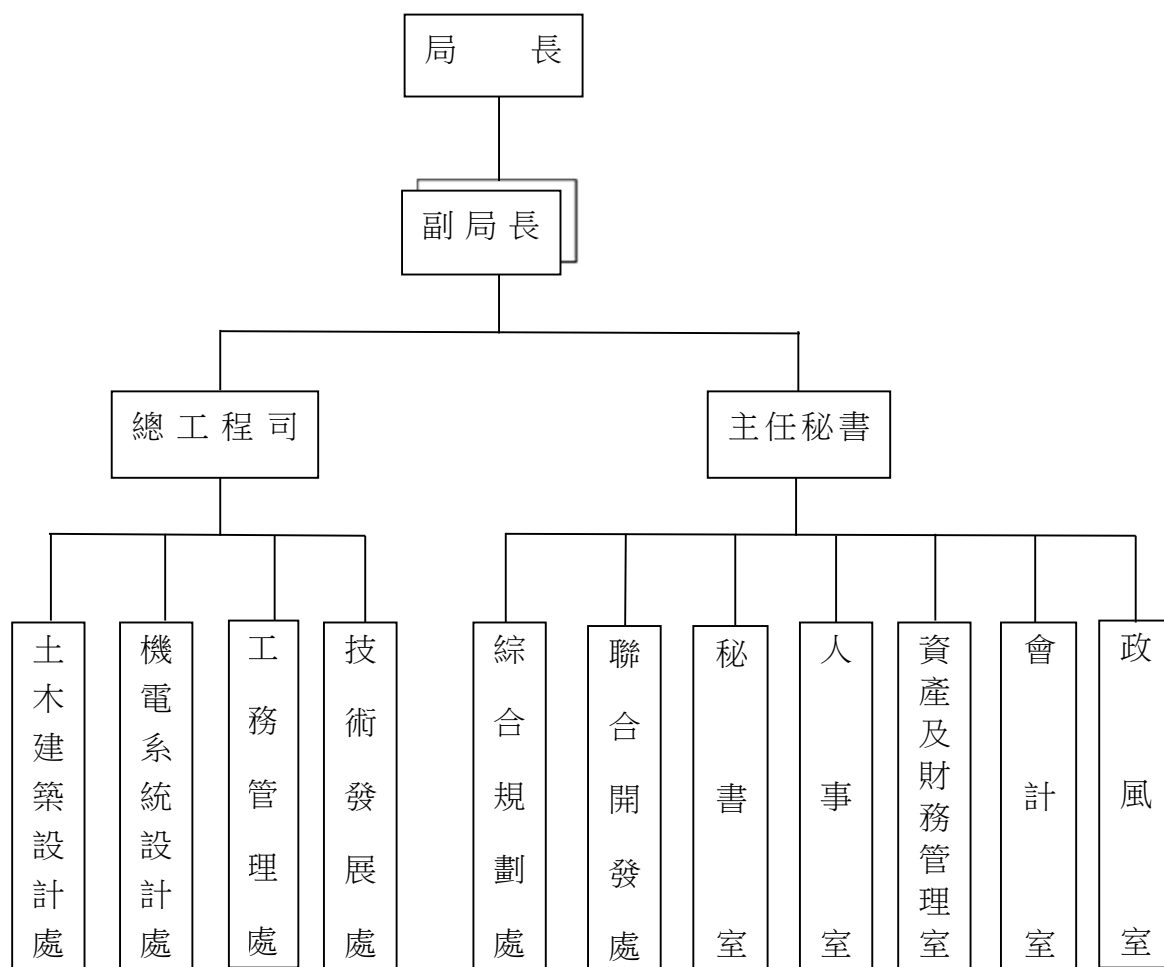 局長
副局長
總工程司
主任秘書
土木建築設計處
機電系統設計處
工務管理處
技術發展處
綜合規劃處
聯合開發處
秘書室
人事室
資產及財務管理室
會計室
政風室